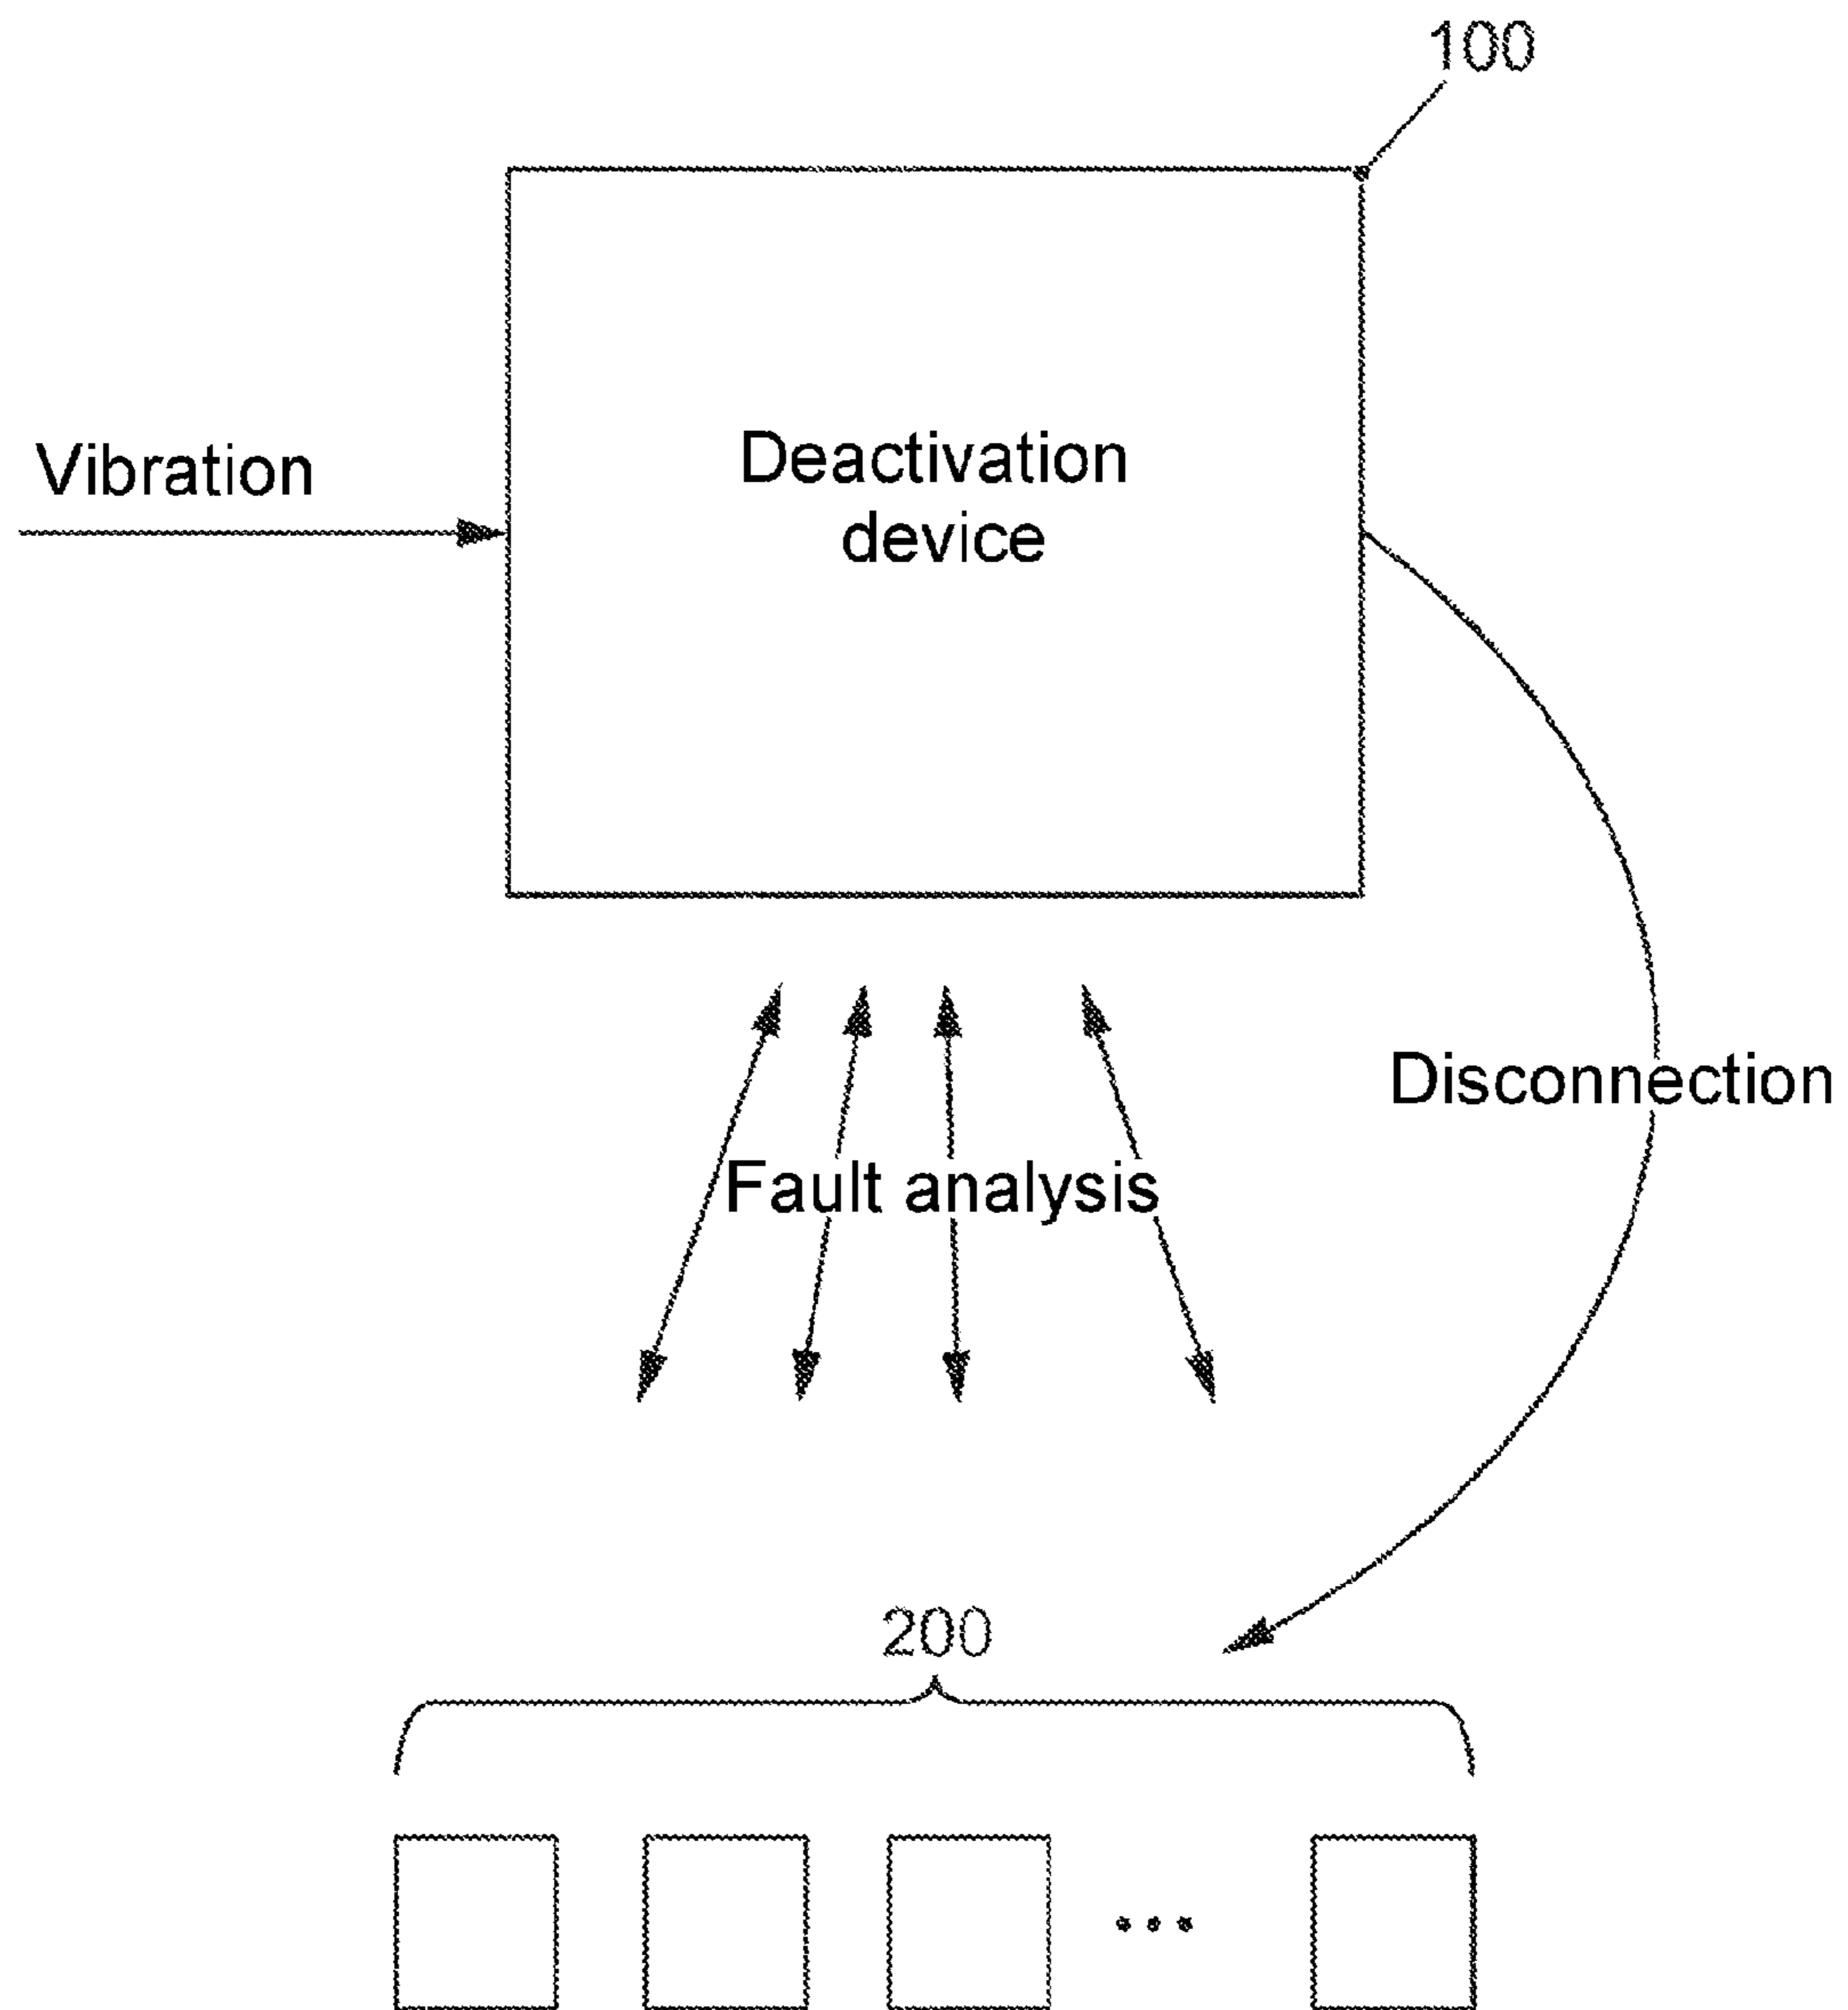 100
Vibration
Deactivation
device
Disconnection
Fault analysis
200